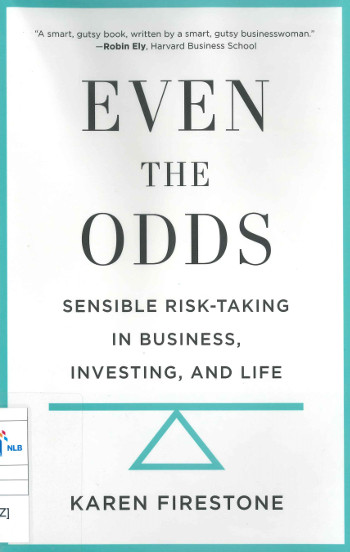 “A smart, gutsy book, written by a smart, gutsy businesswoman.”
—Robin Ely, Harvard Business School
EVEN
THE
ODDS
SENSIBLE RISK-TAKING
IN BUSINESS,
INVESTING, AND LIFE
NLB
Z]
KAREN FIRESTONE